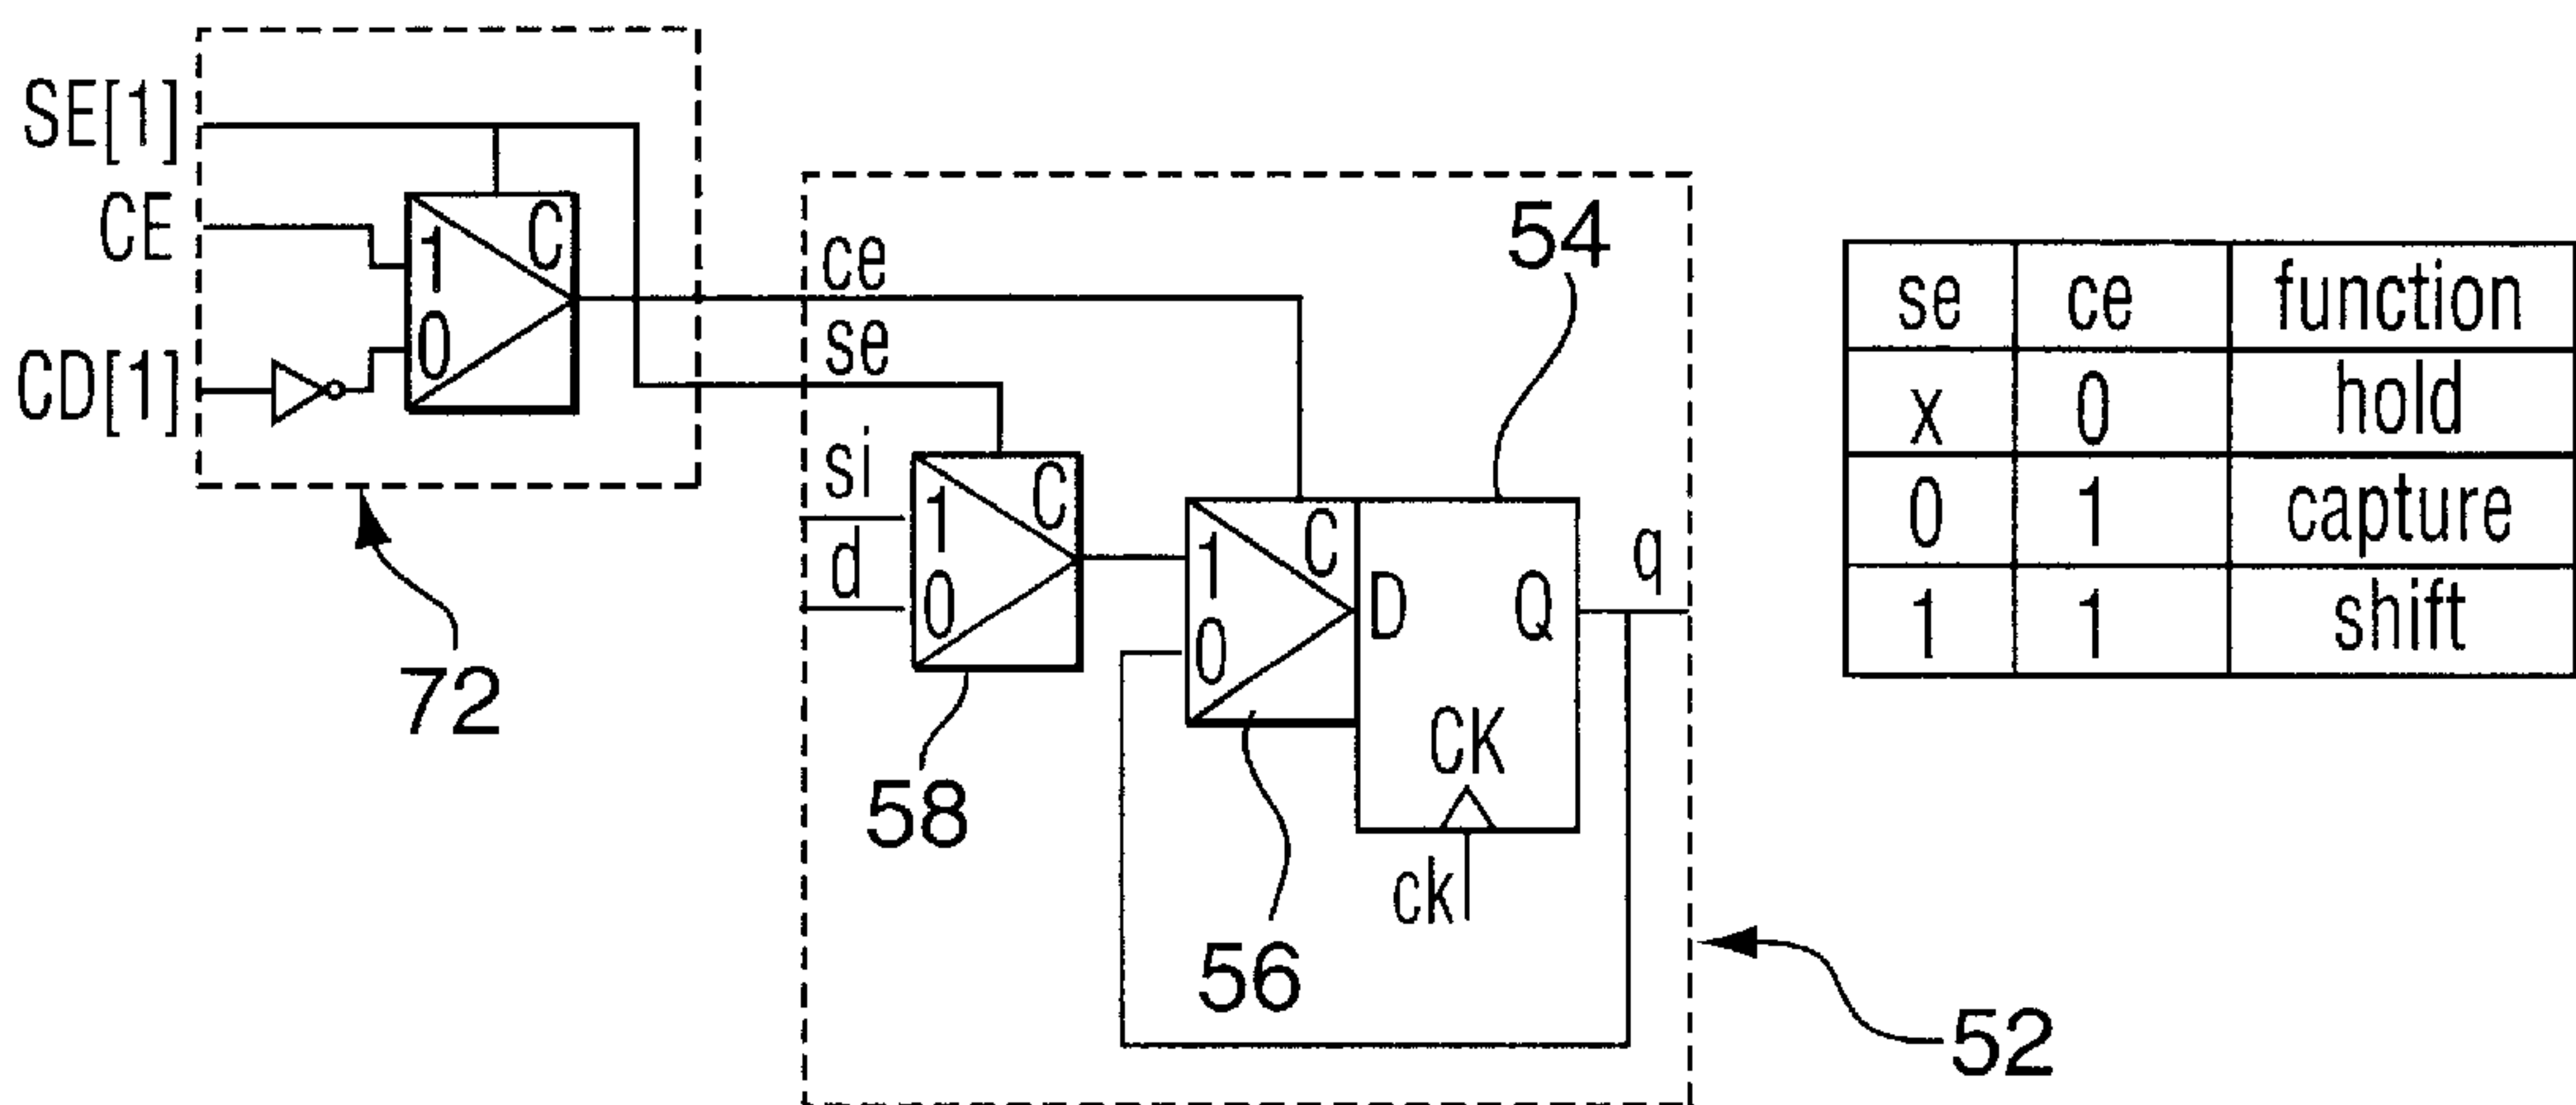 SE[1]
CE
CD[1]
1
0
C
72
ce
se
si
d
1
0
C
58
1
0
C
56
54
D
Q
CK
ck
q
52
se ce function
x 0 hold
0 1 capture
1 1 shift